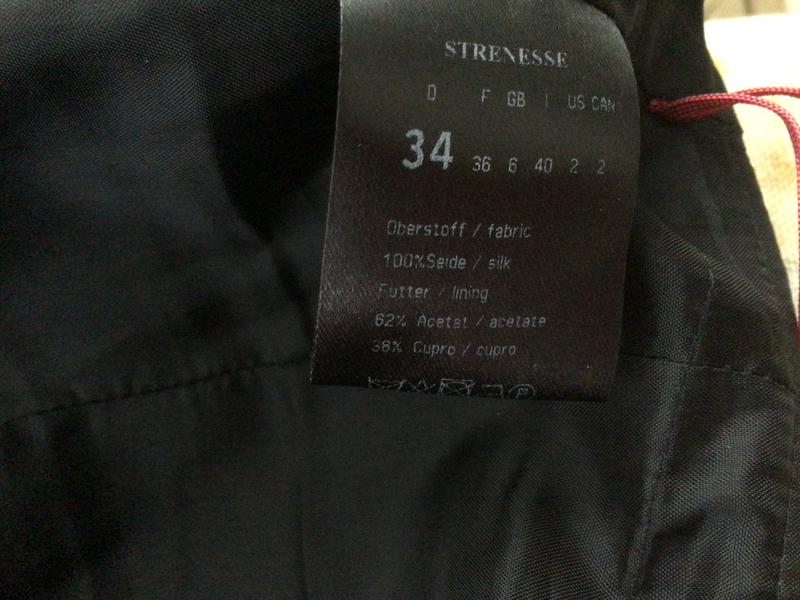 STRENESSE
D F GB I US CAN
34 36 6 40 2 2
Oberstoff / fabric
100%Seide / silk
Futter / lining
62% Acetat / acetate
38% Cupro / cupro